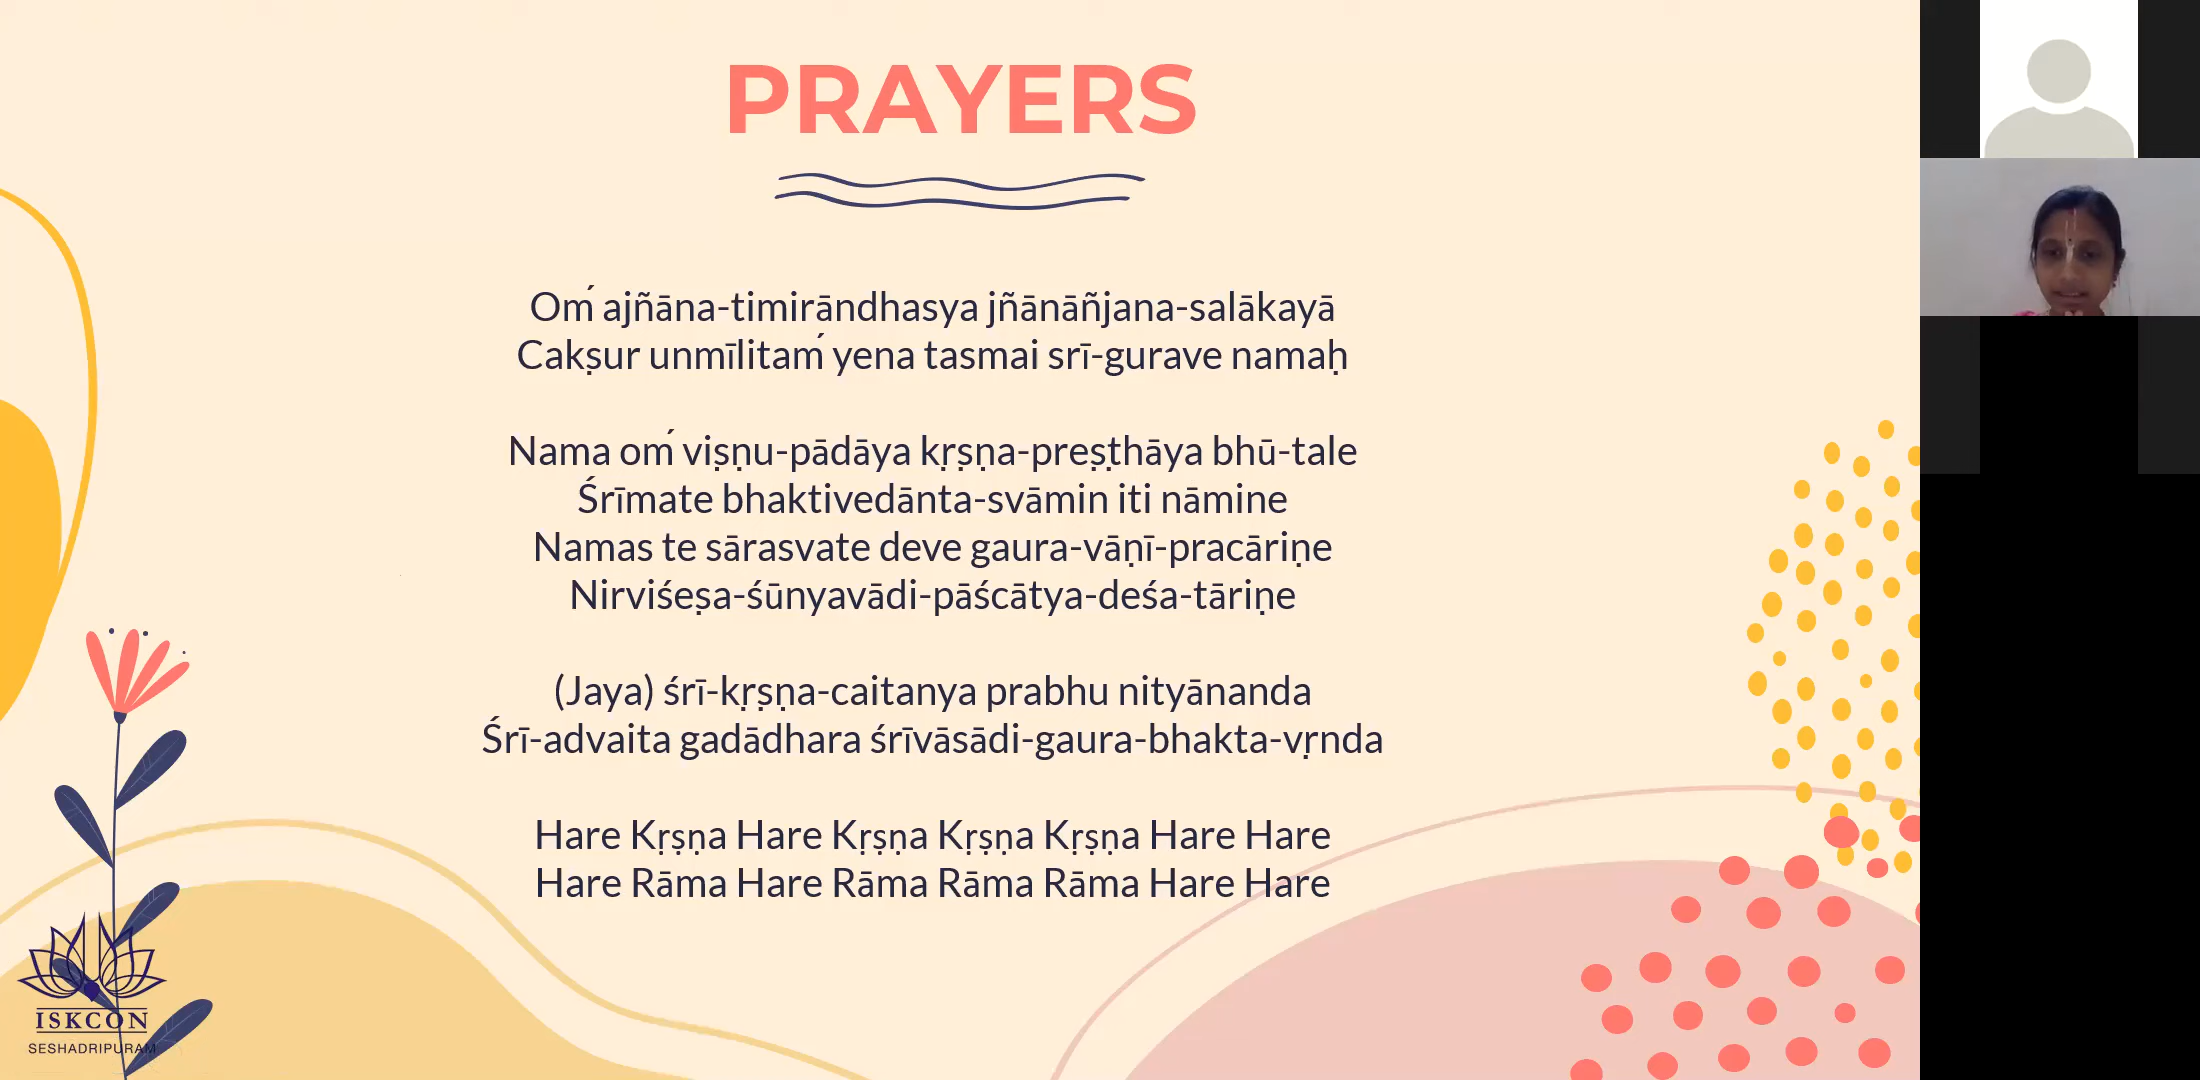 PRAYERS
Oḿ ajñāna-timirāndhasya jñānāñjana-salākayā
Cakṣur unmīlitaḿ yena tasmai srī-gurave namaḥ
Nama oḿ viṣṇu-pādāya kṛṣṇa-preṣṭhāya bhū-tale
Śrīmate bhaktivedānta-svāmin iti nāmine
Namas te sārasvate deve gaura-vāṇī-pracāriṇe
Nirviśeṣa-śūnyavādi-pāścātya-deśa-tāriṇe
(Jaya) śrī-kṛṣṇa-caitanya prabhu nityānanda
Śrī-advaita gadādhara śrīvāsādi-gaura-bhakta-vṛnda
Hare Kṛṣṇa Hare Kṛṣṇa Kṛṣṇa Kṛṣṇa Hare Hare
Hare Rāma Hare Rāma Rāma Rāma Hare Hare
ISKCON
SESHADRIPURAM